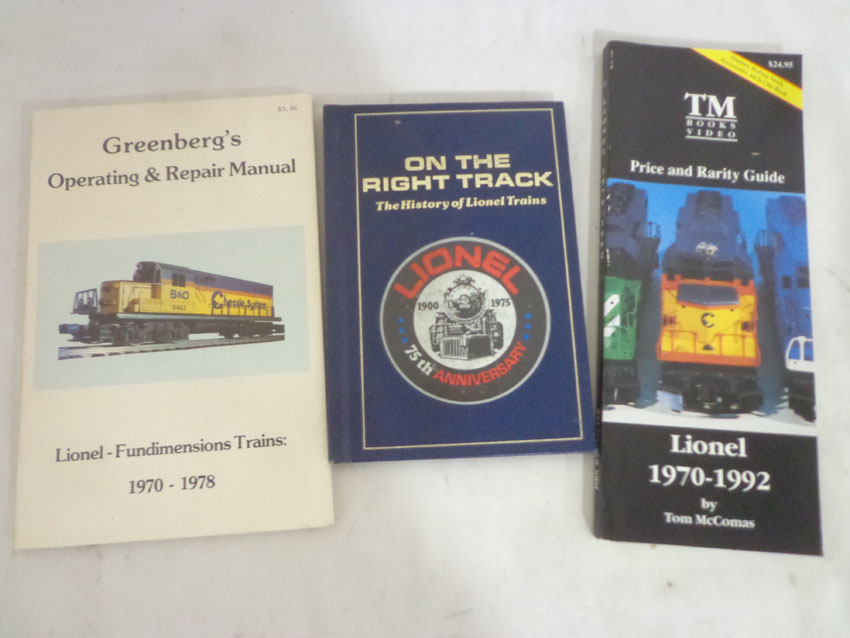 $3.95
Greenberg's
Operating & Repair Manual
B&O
Chessie System
Lionel - Fundimensions Trains:
1970 - 1978
ON THE
RIGHT TRACK
The History of Lionel Trains
LIONEL
1900 1975
75th ANNIVERSARY
$24.95
TM
BOOKS
VIDEO
Price and Rarity Guide
Lionel
1970-1992
by
Tom McComas